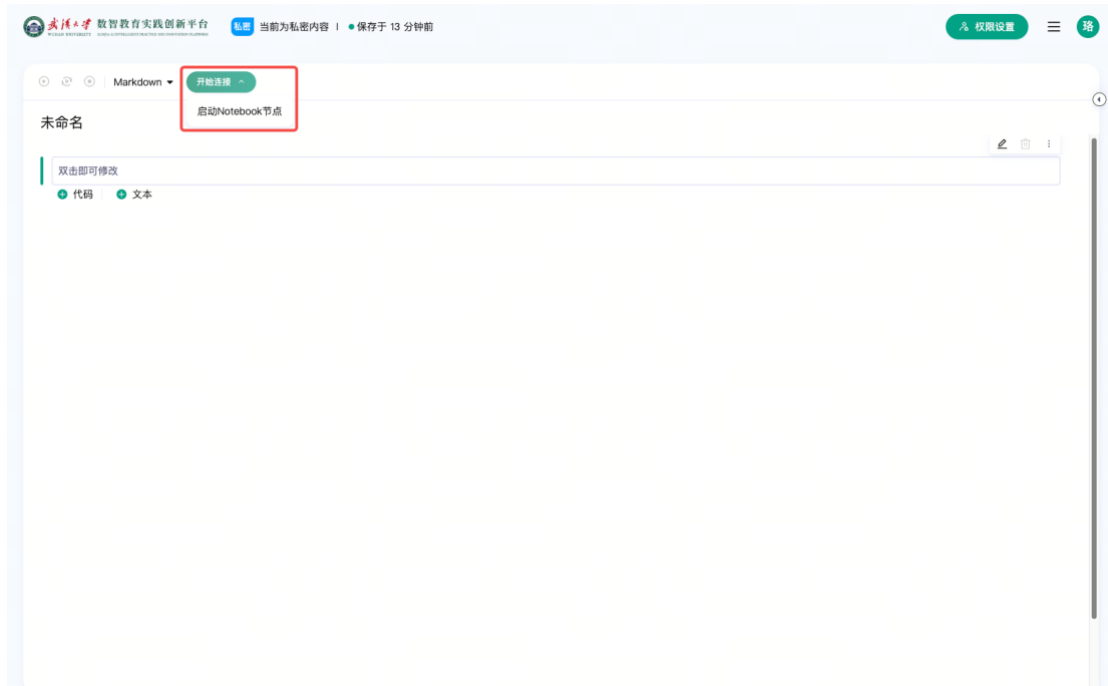 武汉大学 数智教育实践创新平台 私密 当前为私密内容 | 保存于 13 分钟前 权限设置 珞
Markdown 开始连接
启动Notebook节点
未命名
双击即可修改
代码 文本